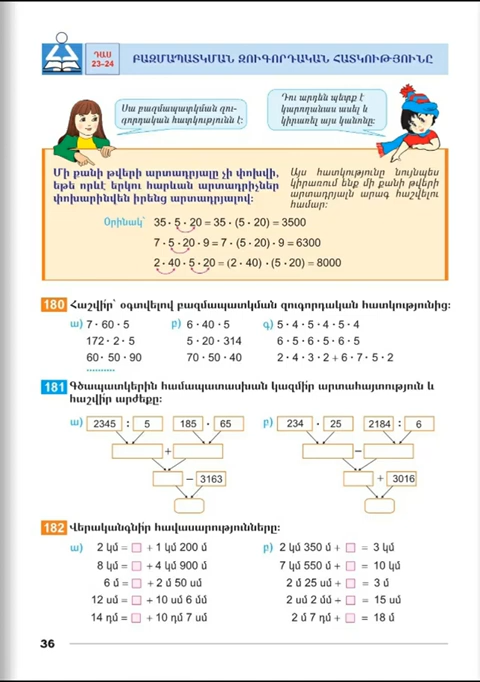 ԴԱՍ
23–24
ԲԱԶՄԱՊԱՏԿՄԱՆ ԶՈՒԳՈՐԴԱԿԱՆ ՀԱՏԿՈՒԹՅՈՒՆԸ
Սա բազմապատկման զու-
գորդական հատկությունն է:
Դու արդեն պետք է
կարողանաս ասել և
կիրառել այս կանոնը:
Մի քանի թվերի արտադրյալը չի փոխվի,
եթե որևէ երկու հարևան արտադրիչներ
փոխարինվեն իրենց արտադրյալով:
Այս հատկությունը նույնպես
կիրառում ենք մի քանի թվերի
արտադրյալն արագ հաշվելու
համար:
Օրինակ՝ 35 · 5 · 20 = 35 · (5 · 20) = 3500
7 · 5 · 20 · 9 = 7 · (5 · 20) · 9 = 6300
2 · 40 · 5 · 20 = (2 · 40) · (5 · 20) = 8000
180 Հաշվի՛ր՝ օգտվելով բազմապատկման զուգորդական հատկությունից:
ա) 7 · 60 · 5 բ) 6 · 40 · 5 գ) 5 · 4 · 5 · 4 · 5 · 4
172 · 2 · 5 5 · 20 · 314 6 · 5 · 6 · 5 · 6 · 5
60 · 50 · 90 70 · 50 · 40 2 · 4 · 3 · 2 + 6 · 7 · 5 · 2
181 Գծապատկերին համապատասխան կազմի՛ր արտահայտություն և
հաշվի՛ր արժեքը:
ա) 2345 : 5 185 · 65 բ) 234 · 25 2184 : 6
+ –
– 3163 + 3016
182 Վերականգնի՛ր հավասարությունները:
ա) 2 կմ = □ + 1 կմ 200 մ բ) 2 կմ 350 մ + □ = 3 կմ
8 կմ = □ + 4 կմ 900 մ 7 կմ 550 մ + □ = 10 կմ
6 մ = □ + 2 մ 50 սմ 2 մ 25 սմ + □ = 3 մ
12 սմ = □ + 10 սմ 6 մմ 2 սմ 2 մմ + □ = 15 սմ
14 դմ = □ + 10 դմ 7 սմ 2 մ 7 դմ + □ = 18 մ
36